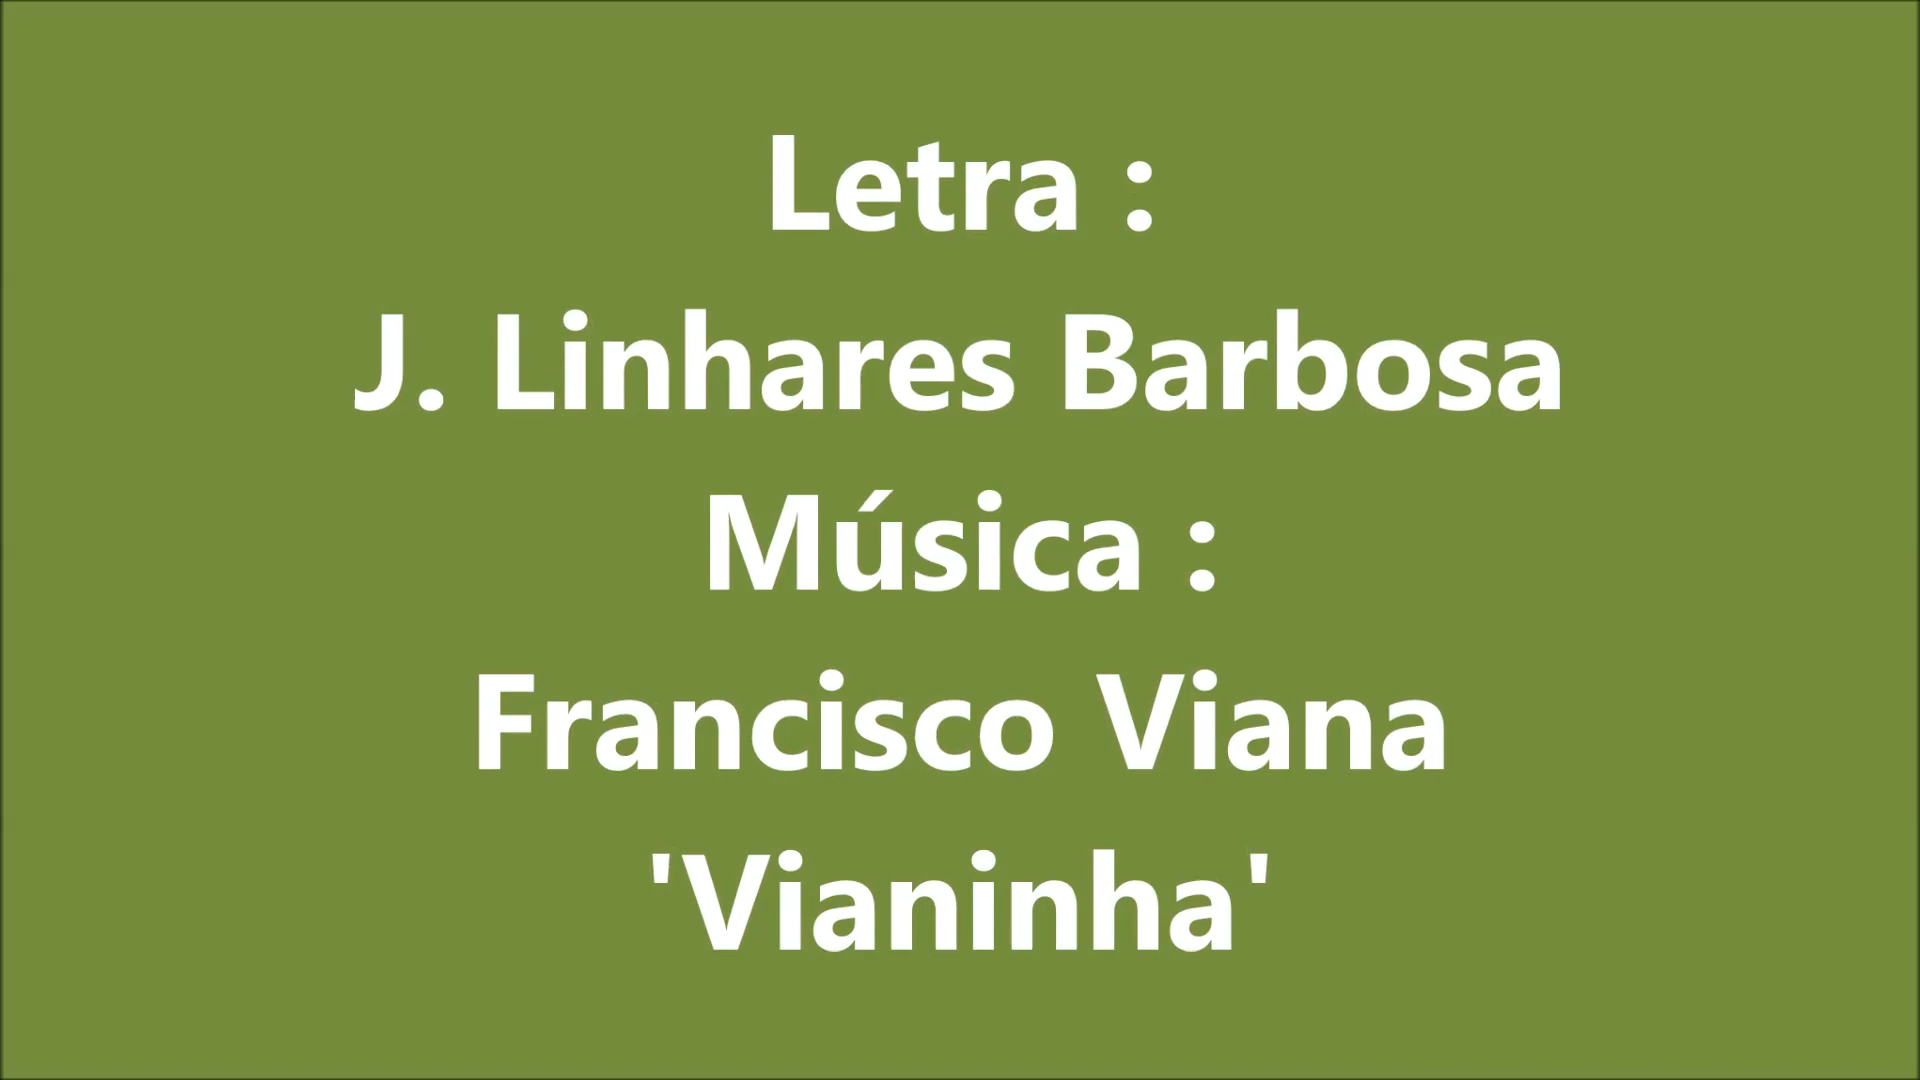 Letra :
J. Linhares Barbosa
Música :
Francisco Viana
'Vianinha'